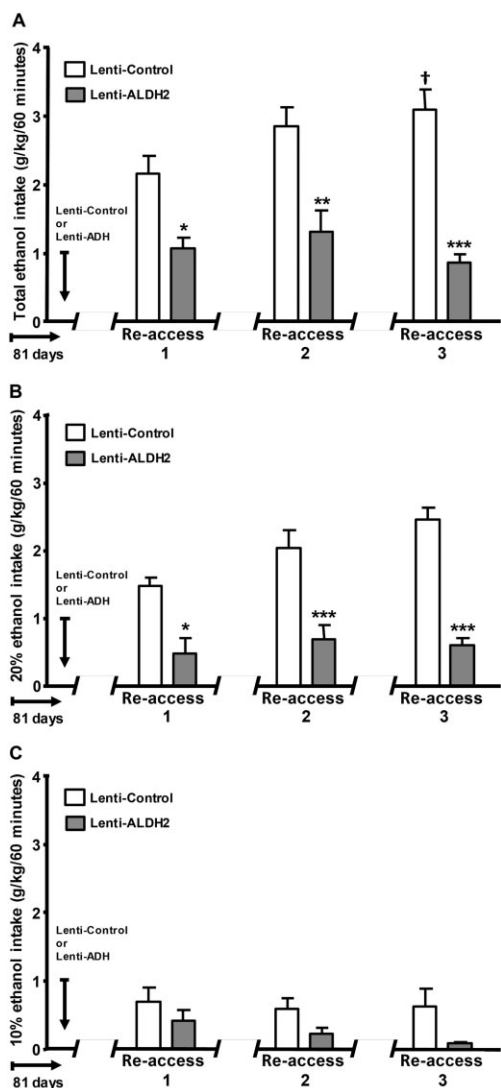 A
Total ethanol intake (g/kg/60 minutes)
4
3
2
1
0
Lenti-Control
Lenti-ALDH2
Lenti-Control
or
Lenti-ADH
*
**
†
***
81 days
Re-access
1
Re-access
2
Re-access
3
B
20% ethanol intake (g/kg/60 minutes)
4
3
2
1
0
Lenti-Control
Lenti-ALDH2
Lenti-Control
or
Lenti-ADH
*
***
***
81 days
Re-access
1
Re-access
2
Re-access
3
C
10% ethanol intake (g/kg/60 minutes)
4
3
2
1
0
Lenti-Control
Lenti-ALDH2
Lenti-Control
or
Lenti-ADH
81 days
Re-access
1
Re-access
2
Re-access
3